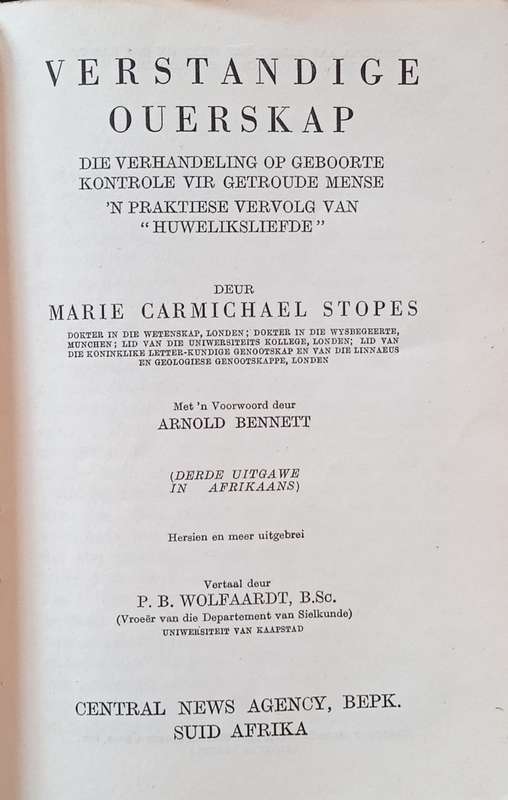 VERSTANDIGE
OUERSKAP
DIE VERHANDELING OP GEBOORTE
KONTROLE VIR GETROUDE MENSE
'N PRAKTIESE VERVOLG VAN
“ HUWELIKSLIEFDE ”
DEUR
MARIE CARMICHAEL STOPES
DOKTER IN DIE WETENSKAP, LONDEN; DOKTER IN DIE WYSBEGEERTE,
MUNCHEN; LID VAN DIE UNIWERSITEITS KOLLEGE, LONDEN; LID VAN
DIE KONINKLIKE LETTER-KUNDIGE GENOOTSKAP EN VAN DIE LINNAEUS
EN GEOLOGIESE GENOOTSKAPPE, LONDEN
Met 'n Voorwoord deur
ARNOLD BENNETT
(DERDE UITGAWE
IN AFRIKAANS)
Hersien en meer uitgebrei
Vertaal deur
P. B. WOLFAARDT, B.Sc.
(Vroeër van die Departement van Sielkunde)
UNIWERSITEIT VAN KAAPSTAD
CENTRAL NEWS AGENCY, BEPK.
SUID AFRIKA